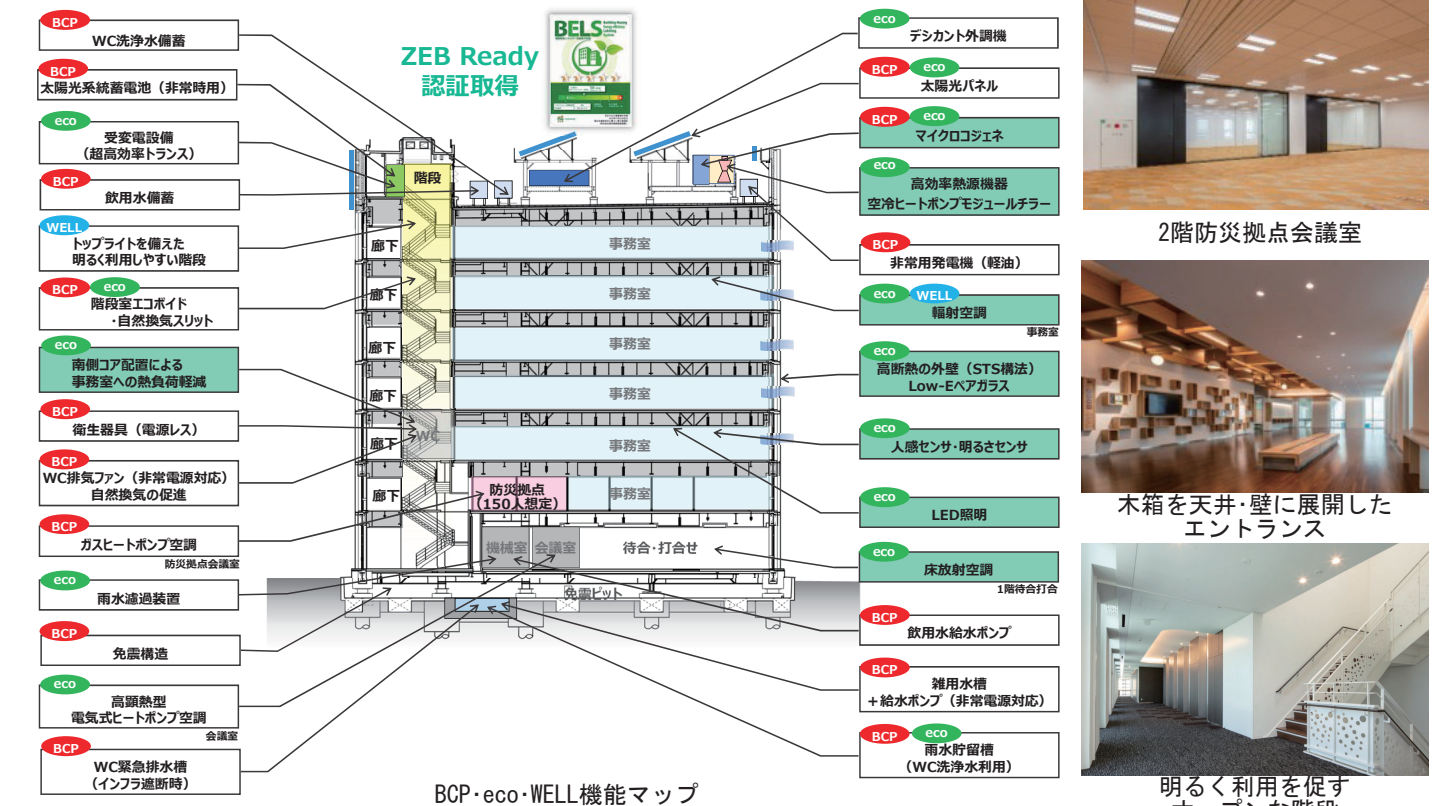 BCP
WC洗浄水備蓄
BCP
太陽光系統蓄電池（非常時用）
eco
受変電設備
（超高効率トランス）
BCP
飲用水備蓄
WELL
トップライトを備えた
明るく利用しやすい階段
BCP eco
階段室エコボイド
・自然換気スリット
eco
南側コア配置による
事務室への熱負荷軽減
BCP
衛生器具（電源レス）
BCP
WC排気ファン（非常電源対応）
自然換気の促進
BCP
ガスヒートポンプ空調
防災拠点会議室
eco
雨水濾過装置
BCP
免震構造
eco
高顕熱型
電気式ヒートポンプ空調
会議室
BCP
WC緊急排水槽
（インフラ遮断時）
ZEB Ready
認証取得
BELS
階段
廊下
事務室
廊下
事務室
廊下
事務室
廊下
事務室
廊下
WC
事務室
廊下
防災拠点
（150人想定）
事務室
機械室
会議室
待合・打合せ
免震ピット
BCP・eco・WELL機能マップ
eco
デシカント外調機
BCP eco
太陽光パネル
BCP eco
マイクロコジェネ
eco
高効率熱源機器
空冷ヒートポンプモジュールチラー
BCP
非常用発電機（軽油）
eco WELL
輻射空調
事務室
eco
高断熱の外壁（STS構法）
Low-Eペアガラス
eco
人感センサ・明るさセンサ
eco
LED照明
eco
床放射空調
1階待合打合
BCP
飲用水給水ポンプ
BCP
雑用水槽
＋給水ポンプ（非常電源対応）
BCP eco
雨水貯留槽
（WC洗浄水利用）
2階防災拠点会議室
木箱を天井・壁に展開した
エントランス
明るく利用を促す
オープンな階段